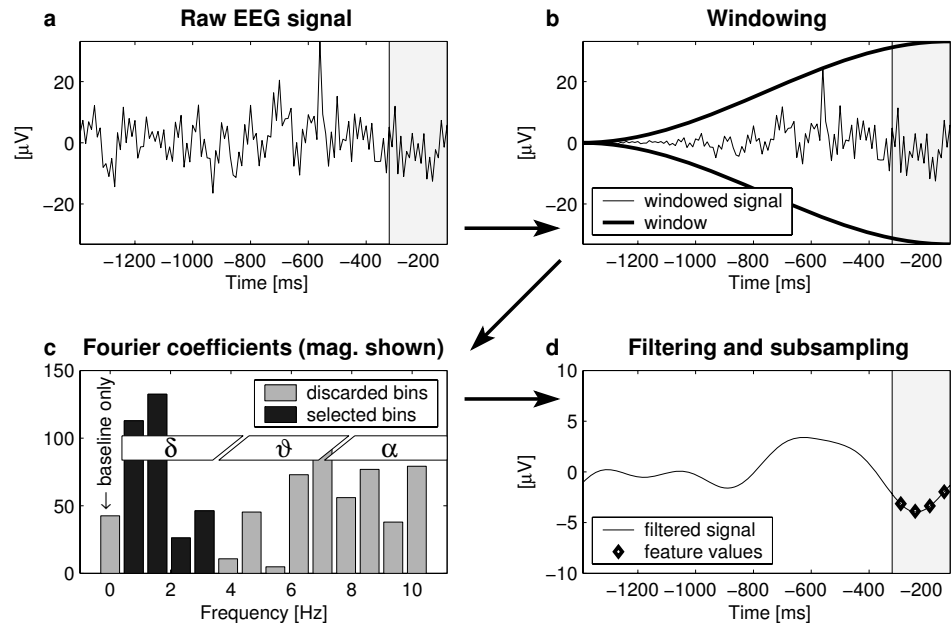 a Raw EEG signal
20
0
−20
[μV]
−1200 −1000 −800 −600 −400 −200
Time [ms]
b Windowing
20
0
−20
[μV]
windowed signal
window
−1200 −1000 −800 −600 −400 −200
Time [ms]
c Fourier coefficients (mag. shown)
150
100
50
0
← baseline only
discarded bins
selected bins
δ ϑ α
0 2 4 6 8 10
Frequency [Hz]
d Filtering and subsampling
10
5
0
−5
−10
[μV]
filtered signal
feature values
−1200 −1000 −800 −600 −400 −200
Time [ms]